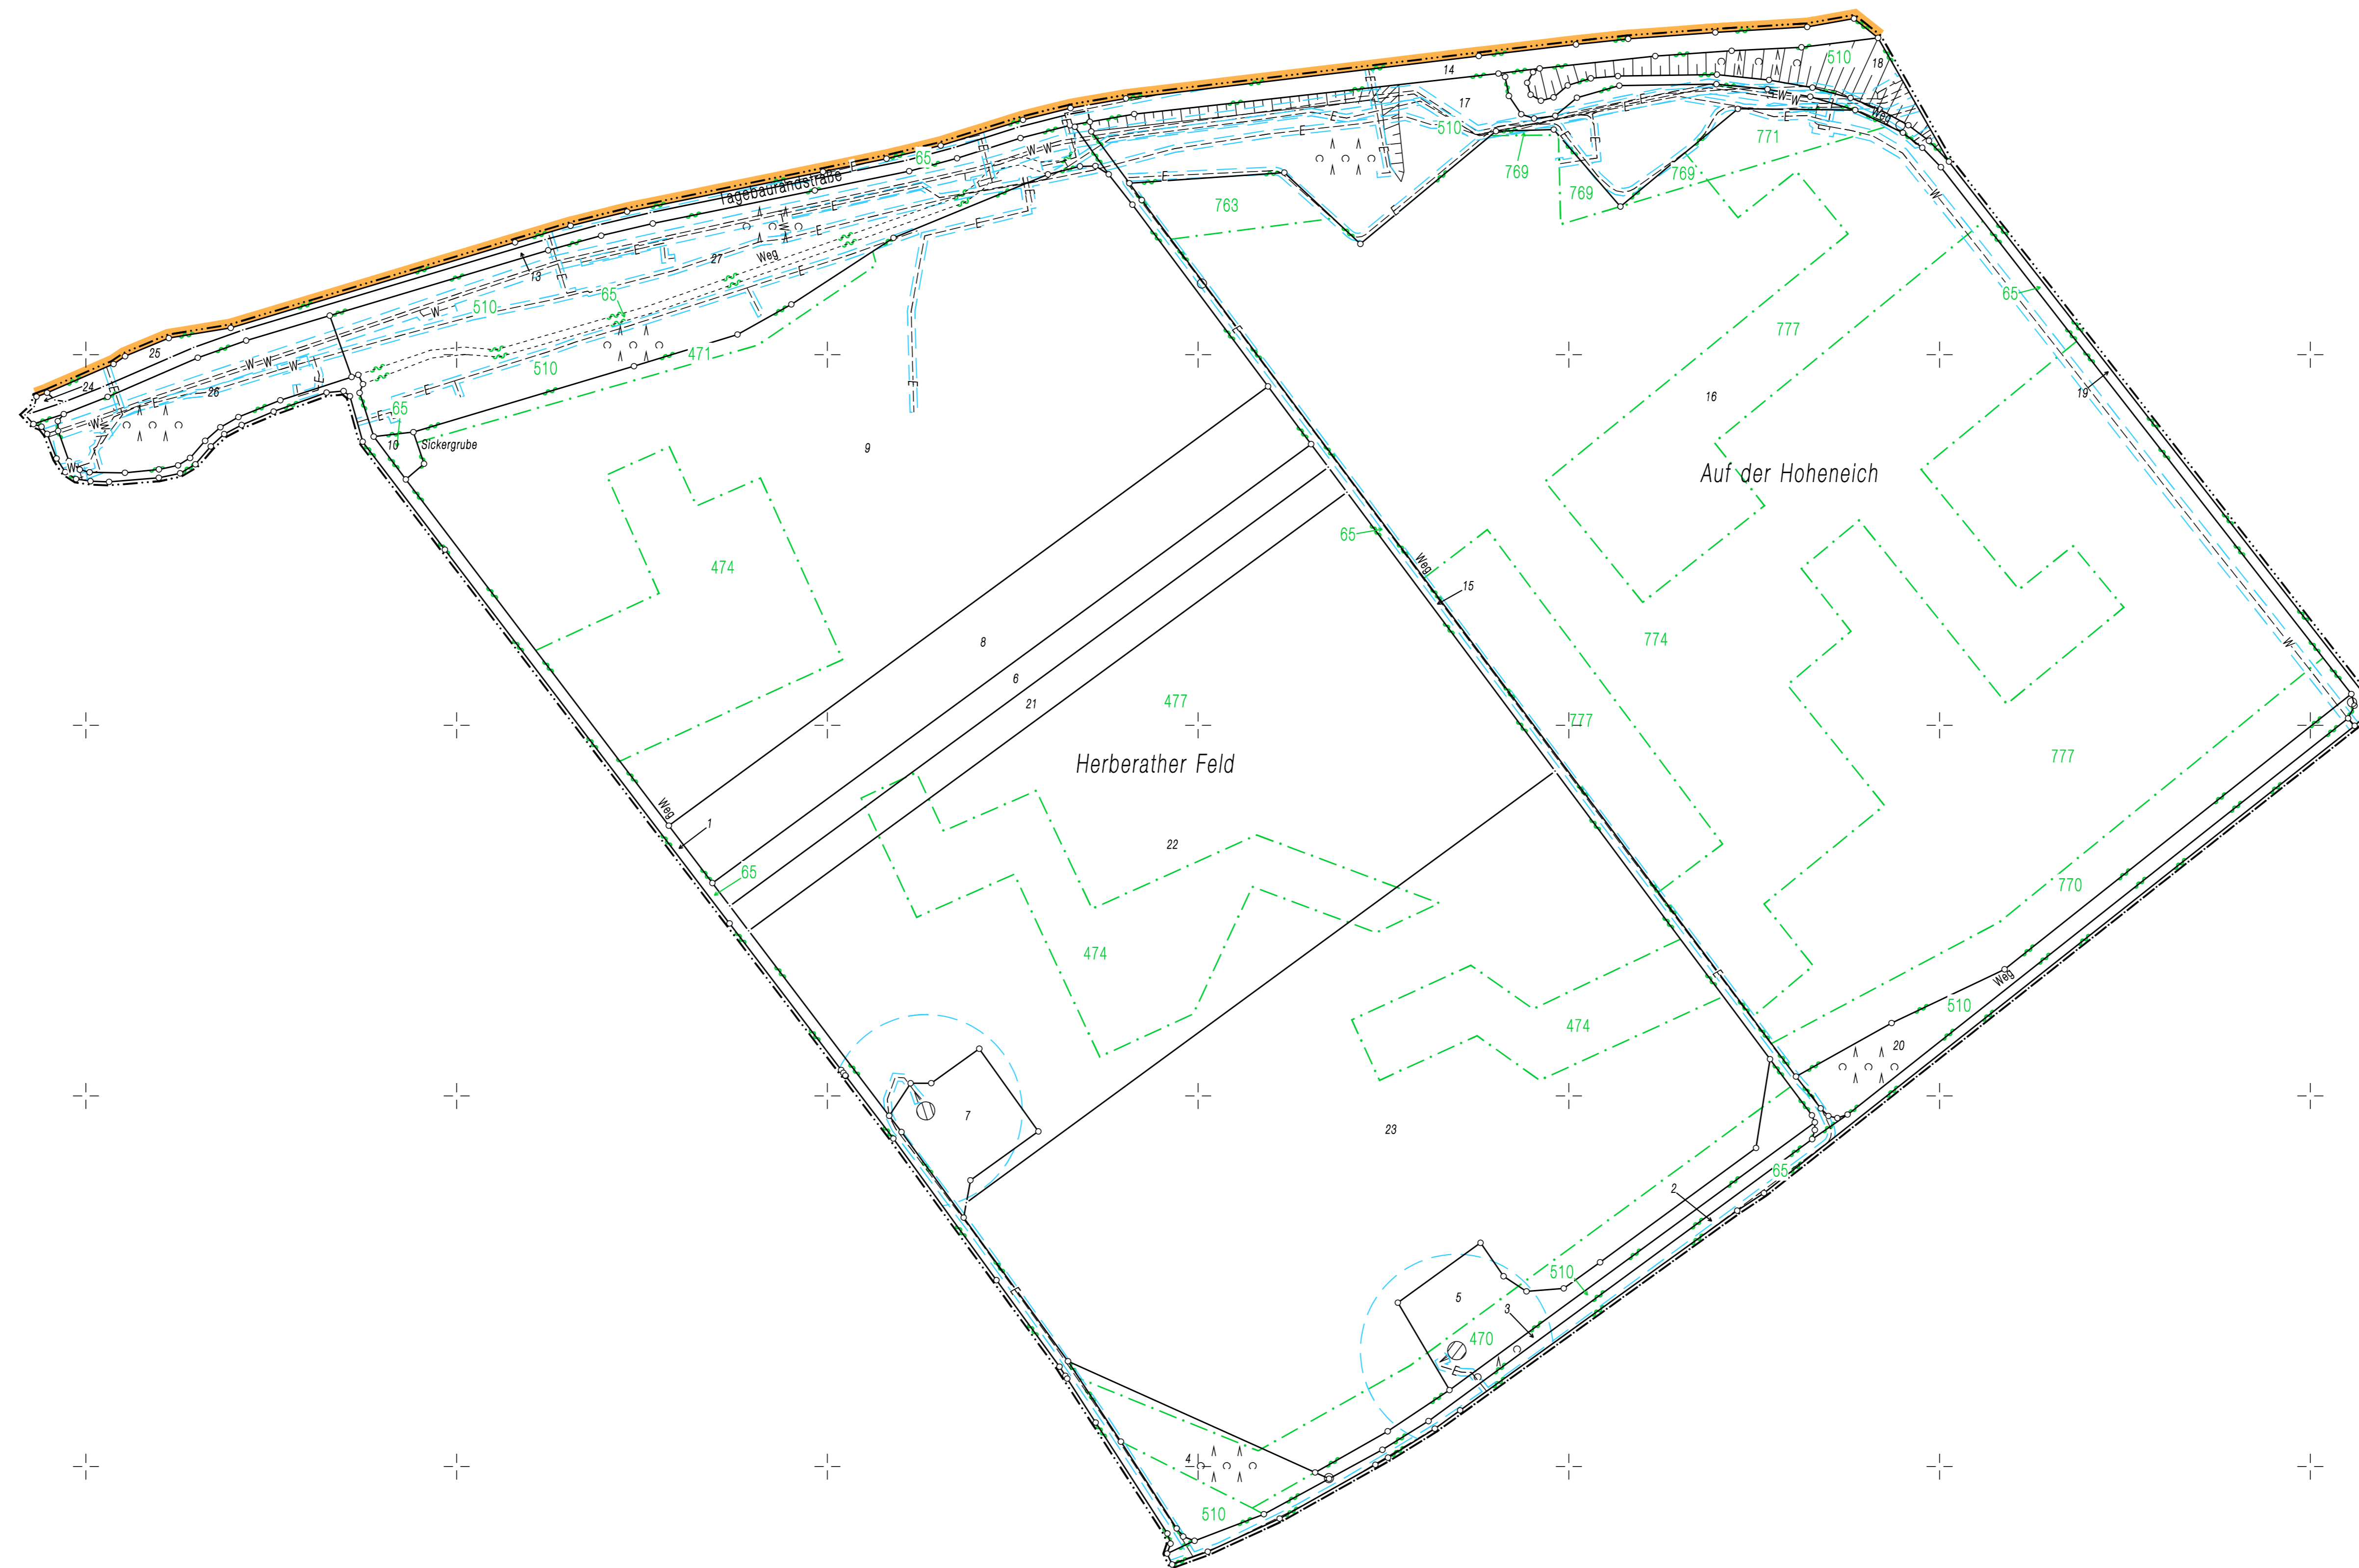 510
18
14
17
Weg
510
771
769
769
769
763
E
E
E
E
W W
W W
65
Tagebaurandstraße
E
E
E
E
27
Weg
13
510
65
65
510
471
25
24
26
W W
W
E
W
W
E
E
65
10
Sickergrube
9
E
E
W
777
65
19
16
Auf der Hoheneich
474
65
Weg
15
774
8
6
21
477
777
W
777
Herberather Feld
Weg
1
22
65
770
474
474
Weg
510
20
7
23
65
2
510
5
3
470
E
E
4
510